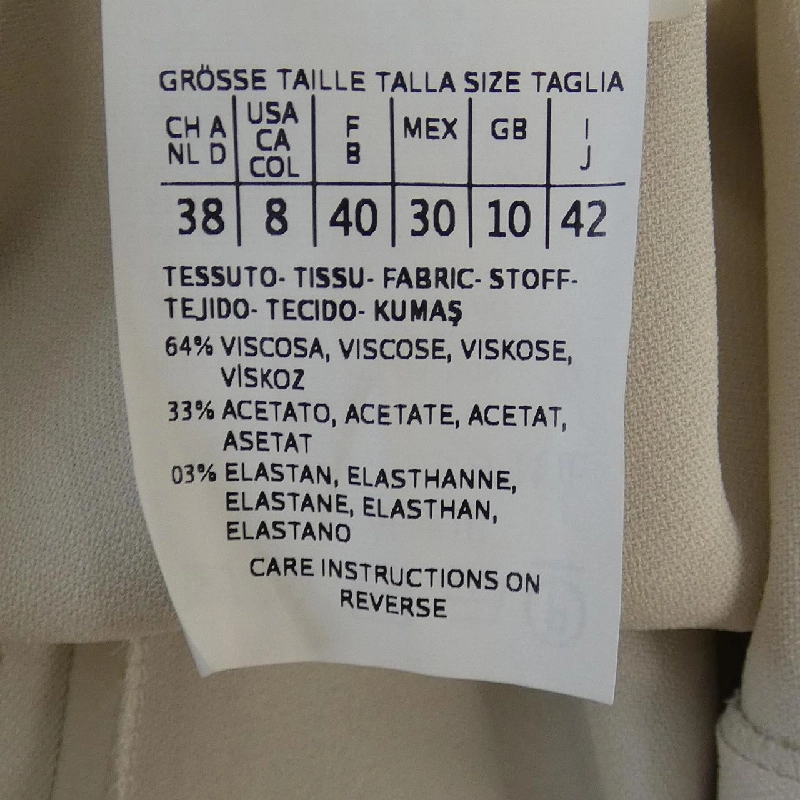 GRÖSSE TAILLE TALLA SIZE TAGLIA
CH A NL D | USA CA COL | F B | MEX | GB | I J
38 | 8 | 40 | 30 | 10 | 42
TESSUTO- TISSU- FABRIC- STOFF-
TEJIDO- TECIDO- KUMAŞ
64% VISCOSA, VISCOSE, VISKOSE,
VİSKOZ
33% ACETATO, ACETATE, ACETAT,
ASETAT
03% ELASTAN, ELASTHANNE,
ELASTANE, ELASTHAN,
ELASTANO
CARE INSTRUCTIONS ON
REVERSE